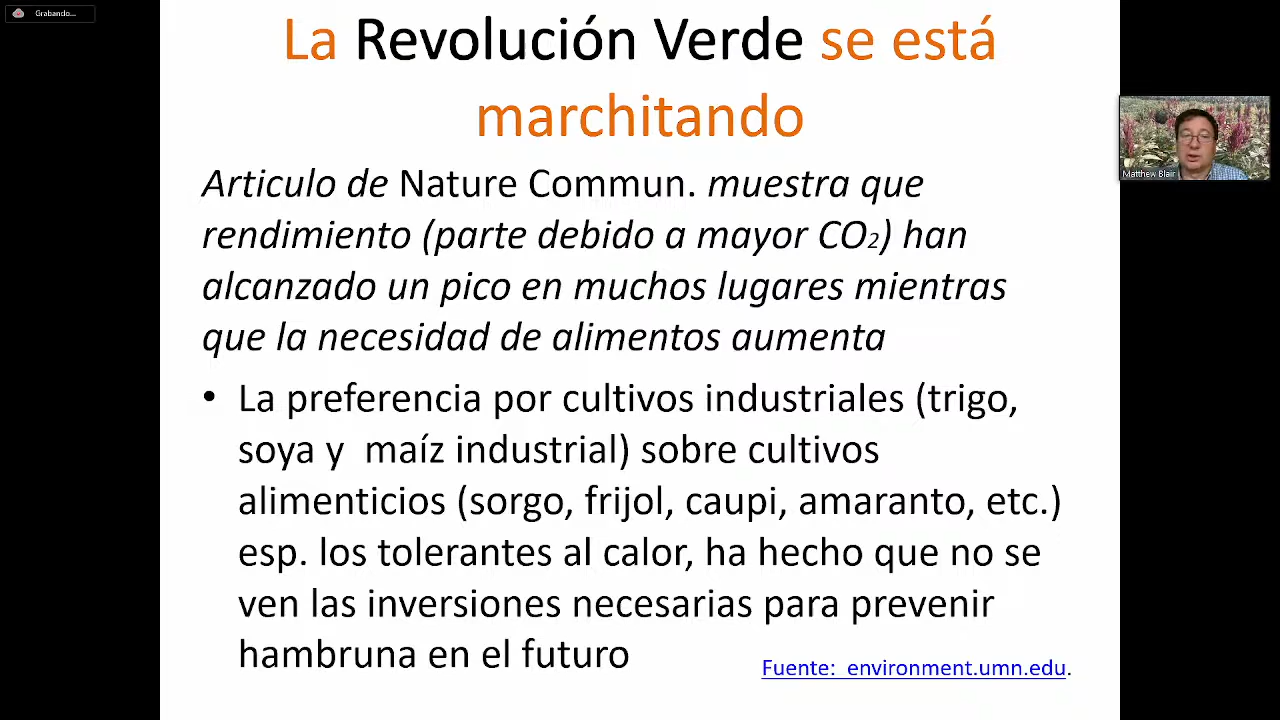 Grabando...
La Revolución Verde se está
marchitando
Articulo de Nature Commun. muestra que
rendimiento (parte debido a mayor CO₂) han
alcanzado un pico en muchos lugares mientras
que la necesidad de alimentos aumenta
• La preferencia por cultivos industriales (trigo,
soya y maíz industrial) sobre cultivos
alimenticios (sorgo, frijol, caupi, amaranto, etc.)
esp. los tolerantes al calor, ha hecho que no se
ven las inversiones necesarias para prevenir
hambruna en el futuro
Fuente: environment.umn.edu.
Matthew Blair